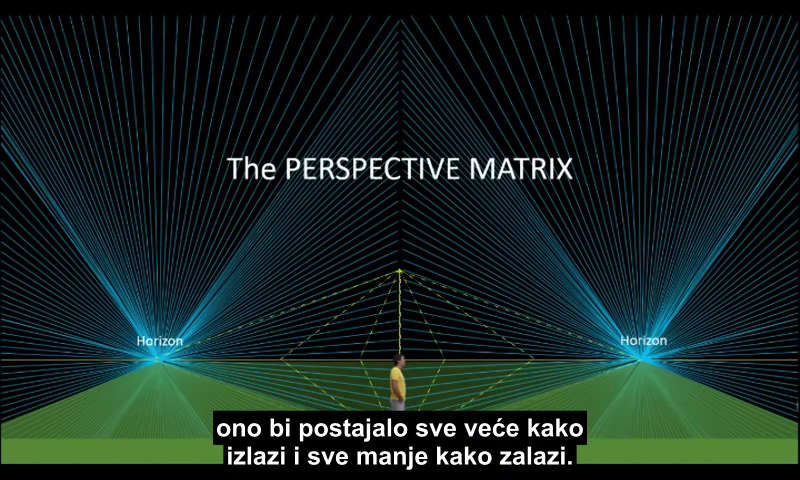 The PERSPECTIVE MATRIX
Horizon
Horizon
ono bi postajalo sve veće kako
izlazi i sve manje kako zalazi.